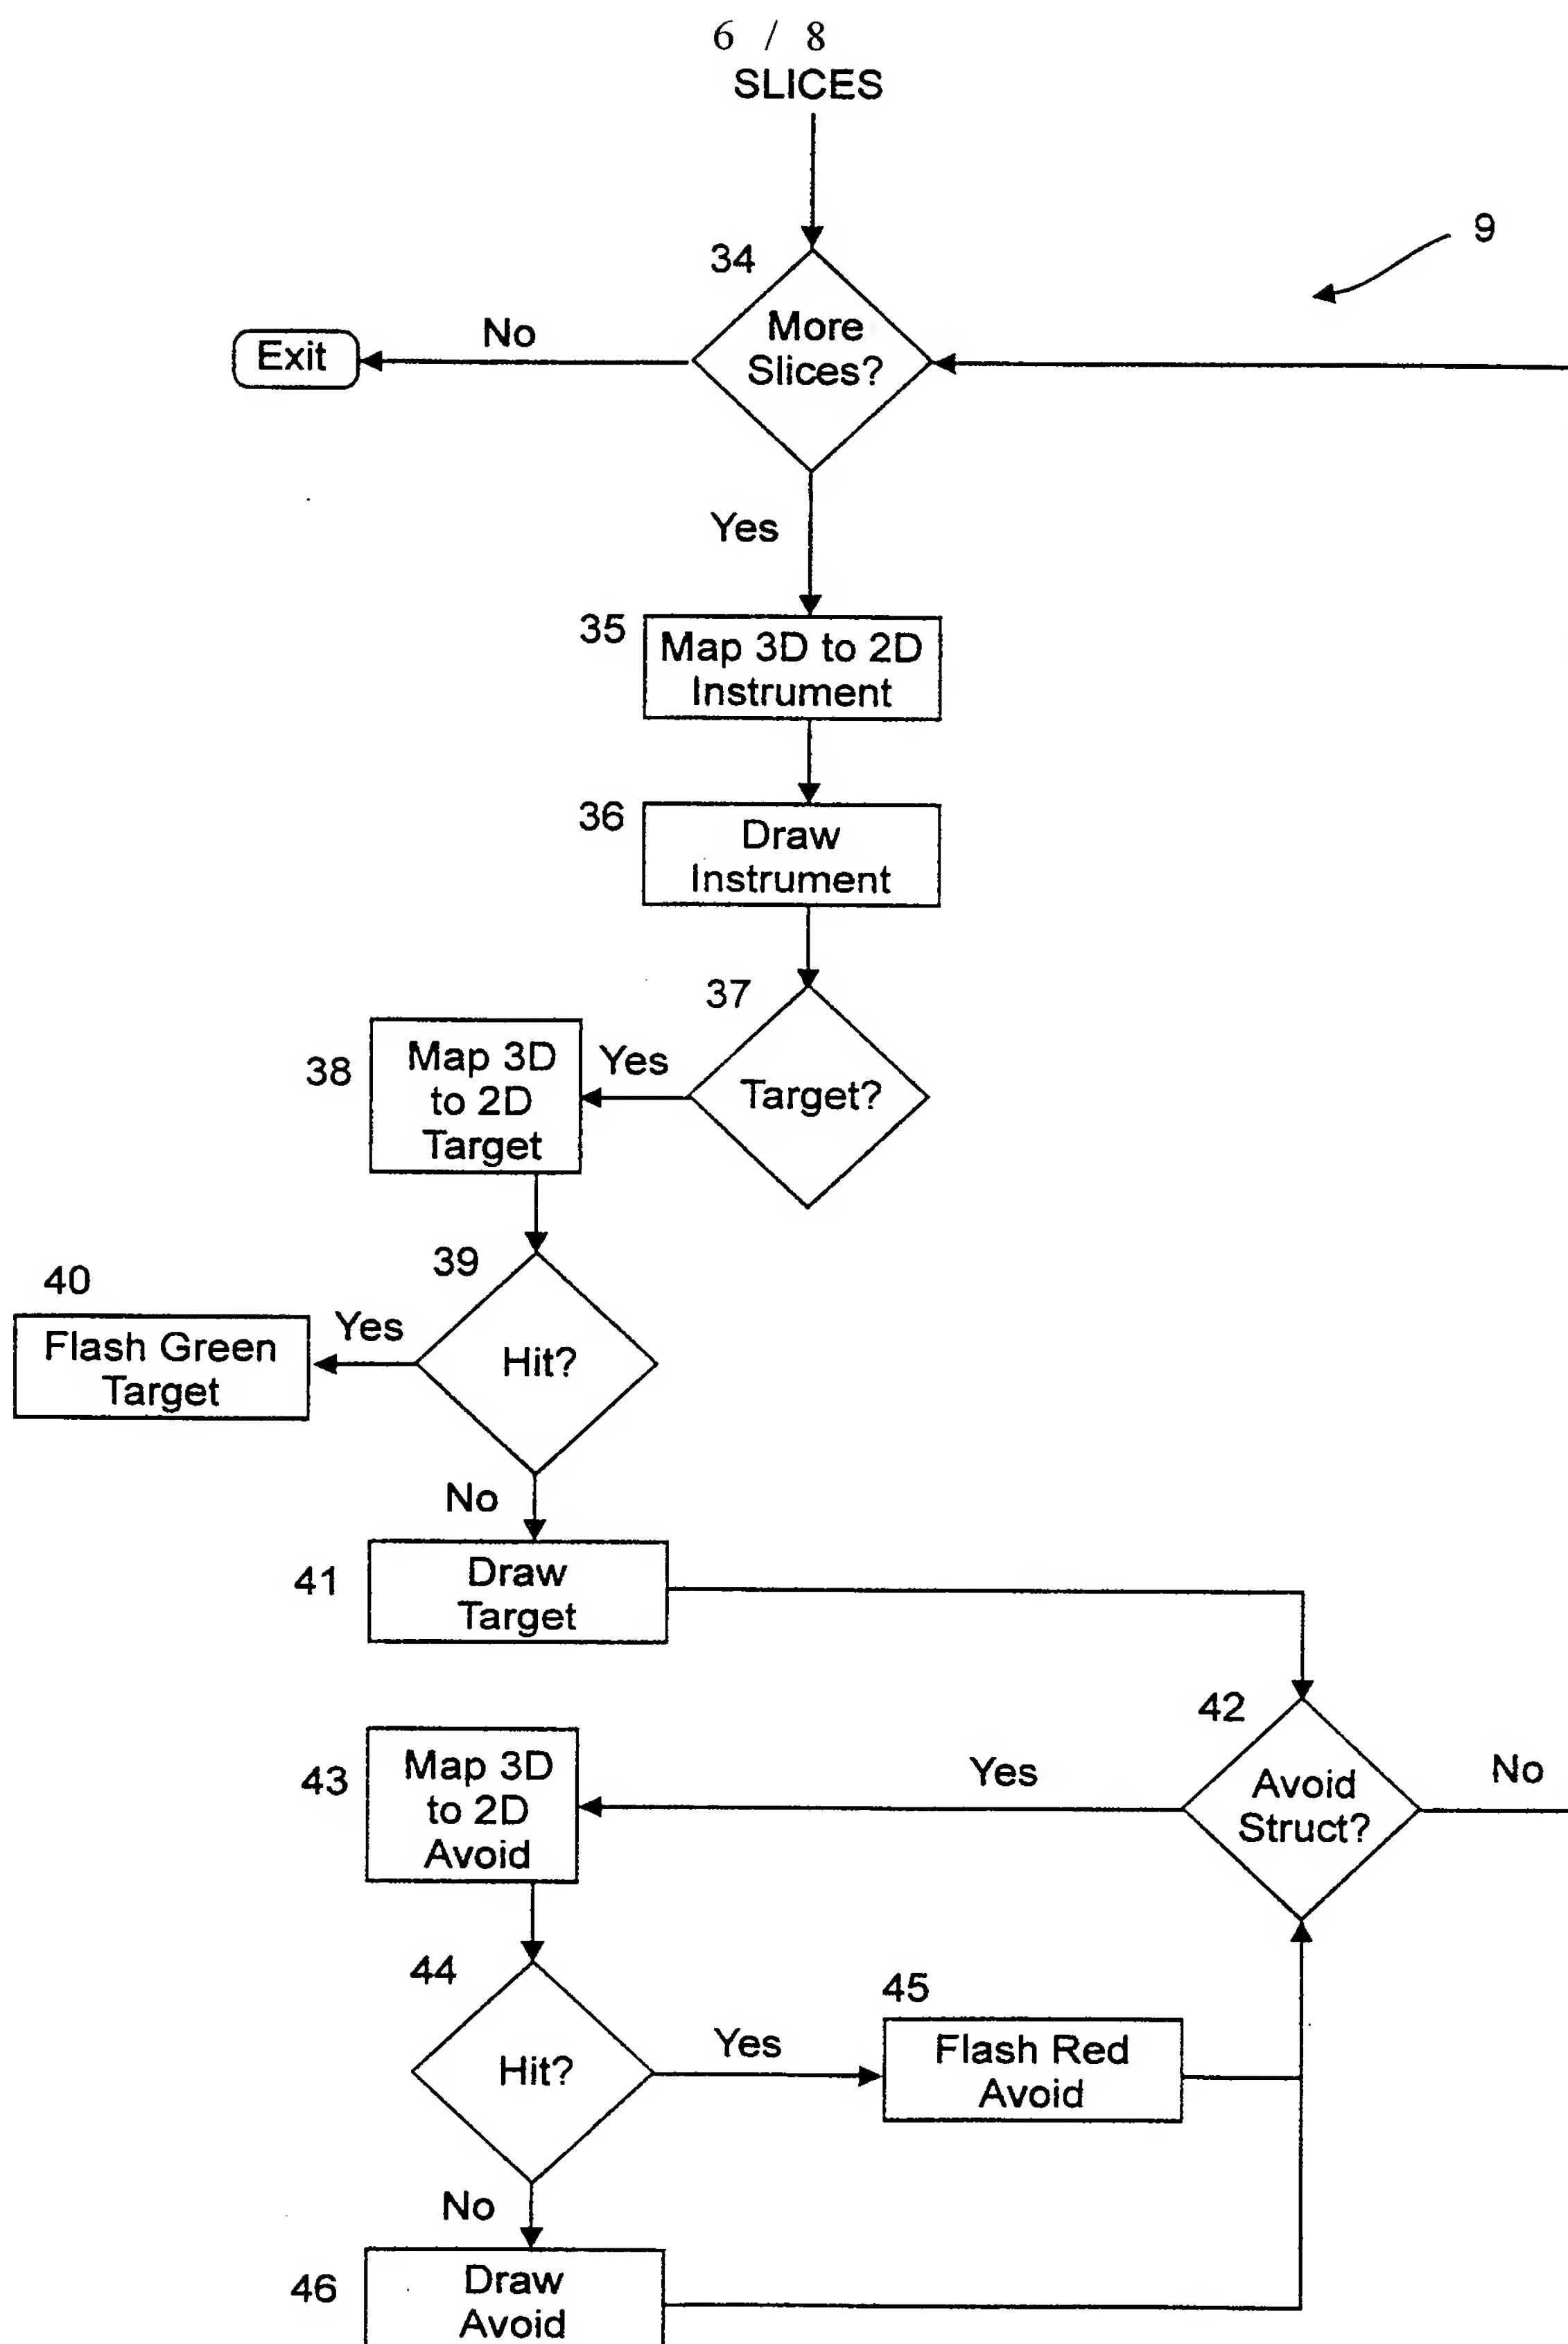 6 / 8
SLICES
9
34
More
Slices?
No
Exit
Yes
35
Map 3D to 2D
Instrument
36
Draw
Instrument
37
Target?
Yes
38
Map 3D
to 2D
Target
39
Hit?
40
Yes
Flash Green
Target
No
41
Draw
Target
42
Avoid
Struct?
No
Yes
43
Map 3D
to 2D
Avoid
44
Hit?
Yes
45
Flash Red
Avoid
No
46
Draw
Avoid